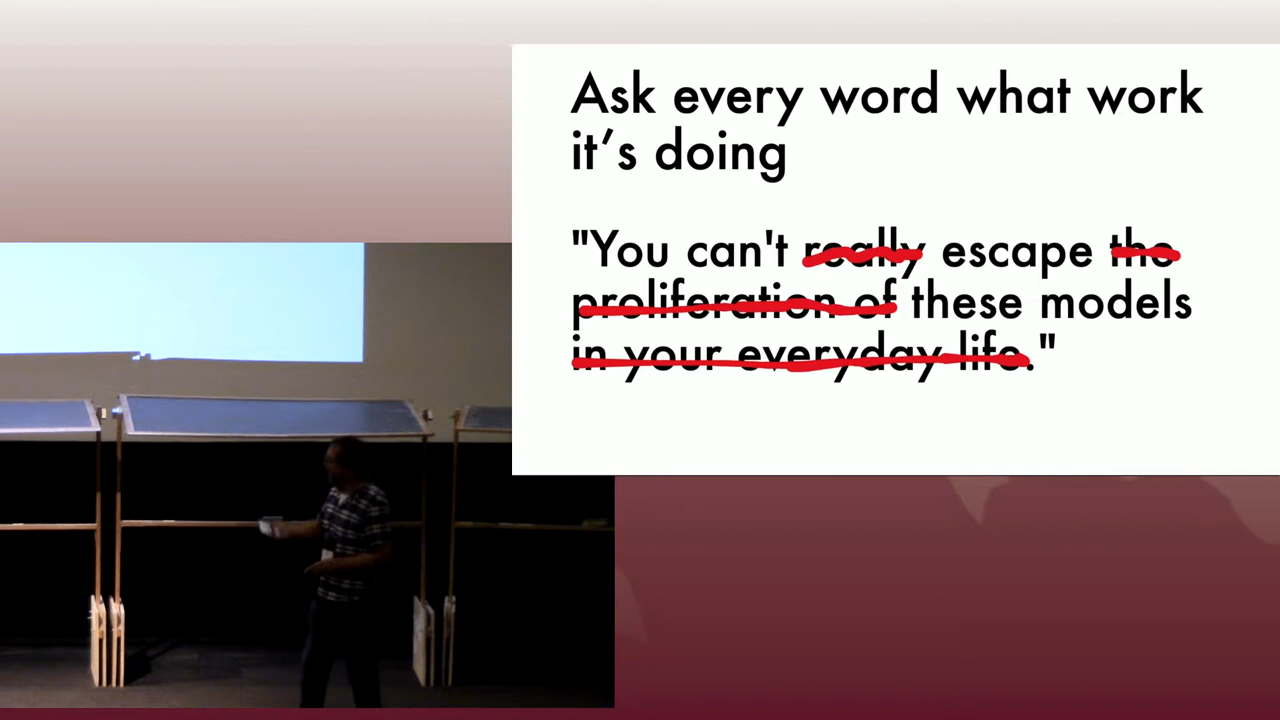 Ask every word what work
it’s doing
"You can't really escape the
proliferation of these models
in your everyday life."